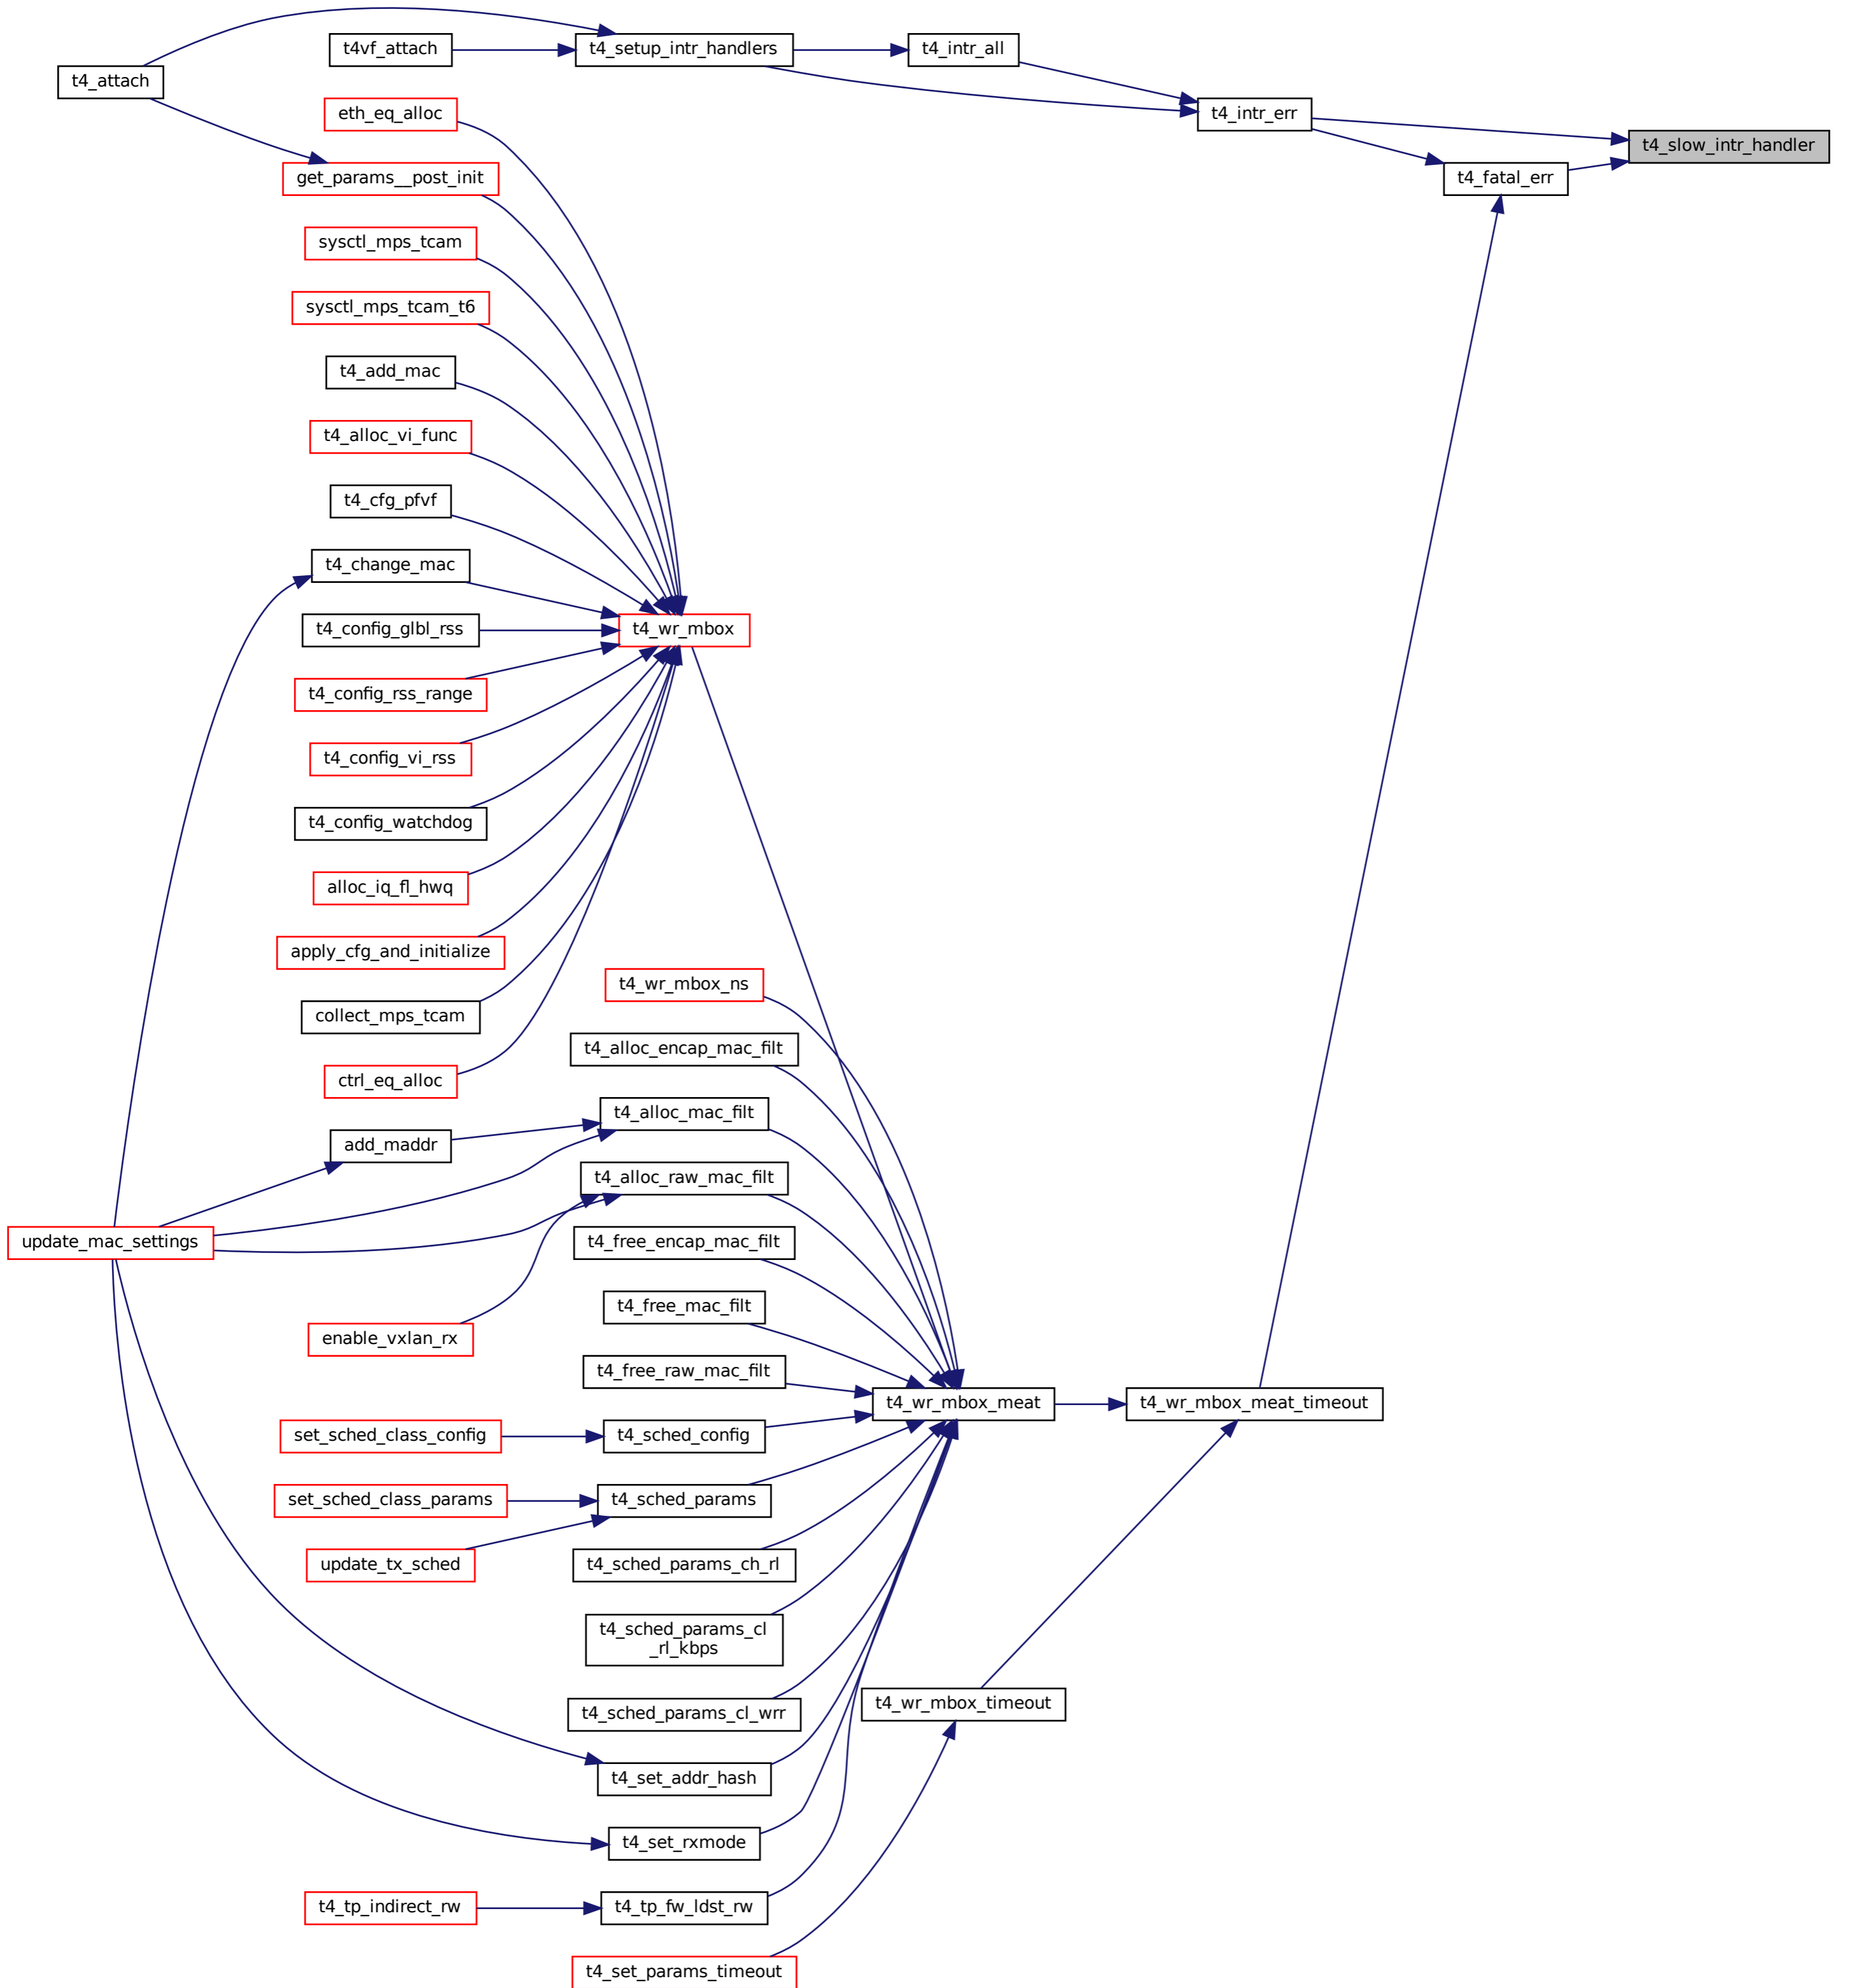 t4vf_attach
t4_setup_intr_handlers
t4_intr_all
t4_attach
eth_eq_alloc
t4_intr_err
t4_slow_intr_handler
get_params__post_init
t4_fatal_err
sysctl_mps_tcam
sysctl_mps_tcam_t6
t4_add_mac
t4_alloc_vi_func
t4_cfg_pfvf
t4_change_mac
t4_config_glbl_rss
t4_wr_mbox
t4_config_rss_range
t4_config_vi_rss
t4_config_watchdog
alloc_iq_fl_hwq
apply_cfg_and_initialize
t4_wr_mbox_ns
collect_mps_tcam
t4_alloc_encap_mac_filt
ctrl_eq_alloc
t4_alloc_mac_filt
add_maddr
t4_alloc_raw_mac_filt
update_mac_settings
t4_free_encap_mac_filt
t4_free_mac_filt
enable_vxlan_rx
t4_free_raw_mac_filt
t4_wr_mbox_meat
t4_wr_mbox_meat_timeout
set_sched_class_config
t4_sched_config
set_sched_class_params
t4_sched_params
update_tx_sched
t4_sched_params_ch_rl
t4_sched_params_cl
_rl_kbps
t4_wr_mbox_timeout
t4_sched_params_cl_wrr
t4_set_addr_hash
t4_set_rxmode
t4_tp_indirect_rw
t4_tp_fw_ldst_rw
t4_set_params_timeout